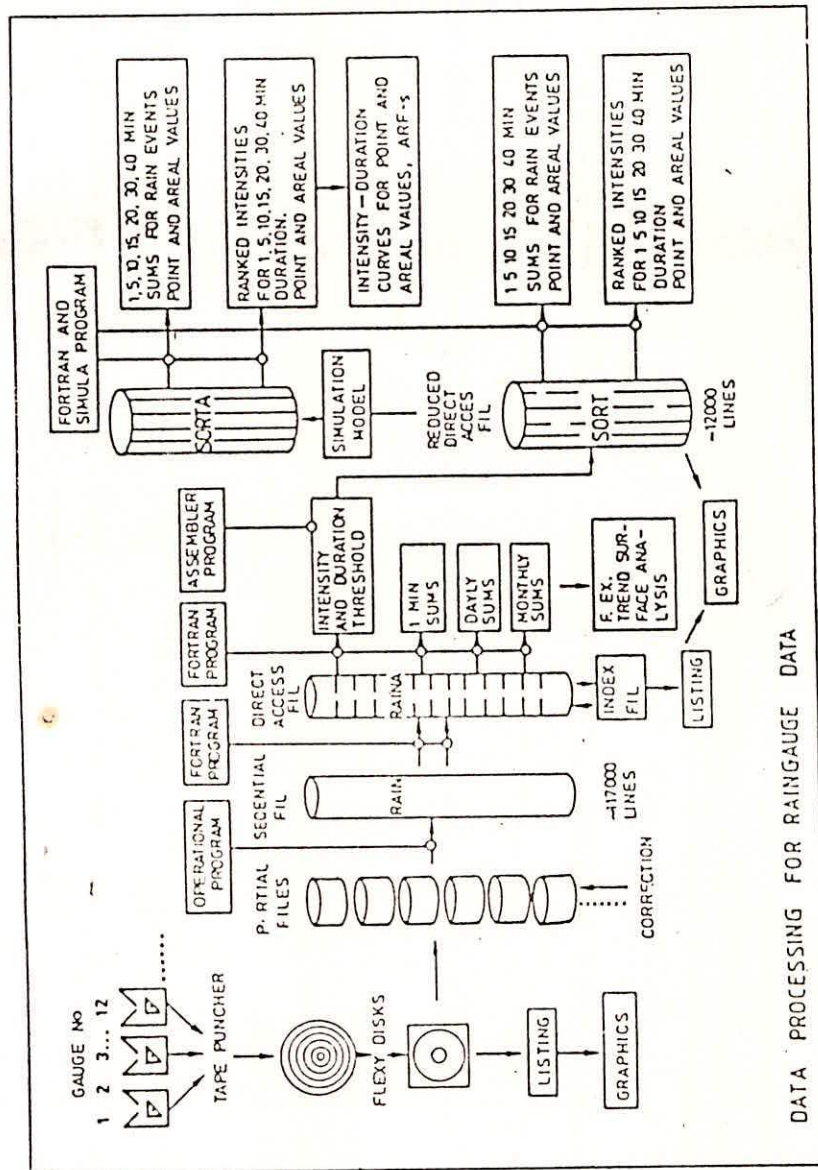 GAUGE NO
1 2 3... 12
TAPE PUNCHER
FLEXY DISKS
LISTING
GRAPHICS
OPERATIONAL
PROGRAM
P RTIAL
FILES
CORRECTION
FORTRAN
PROGRAM
SEQENTIAL
FIL
RAIN
~117000
LINES
FORTRAN
PROGRAM
DIRECT
ACCESS
FIL
RAINA
INDEX
FIL
LISTING
GRAPHICS
ASSEMBLER
PROGRAM
INTENSITY
AND DURATION
THRESHOLD
1 MIN
SUMS
DAYLY
SUMS
MONTHLY
SUMS
F. EX.
TREND SUR-
FACE ANA-
LYSIS
FORTRAN AND
SIMULA PROGRAM
SORTA
SIMULATION
MODEL
REDUCED
DIRECT
ACCES
FIL
SORT
~12000
LINES
1, 5, 10, 15, 20, 30, 40 MIN
SUMS FOR RAIN EVENTS
POINT AND AREAL VALUES
RANKED INTENSITIES
FOR 1, 5, 10, 15, 20, 30, 40 MIN
DURATION.
POINT AND AREAL VALUES
INTENSITY-DURATION
CURVES FOR POINT AND
AREAL VALUES, ARF-s
1 5 10 15 20 30 40 MIN
SUMS FOR RAIN EVENTS
POINT AND AREAL VALUES
RANKED INTENSITIES
FOR 1 5 10 15 20 30 40 MIN
DURATION
POINT AND AREAL VALUES
DATA PROCESSING FOR RAINGAUGE DATA